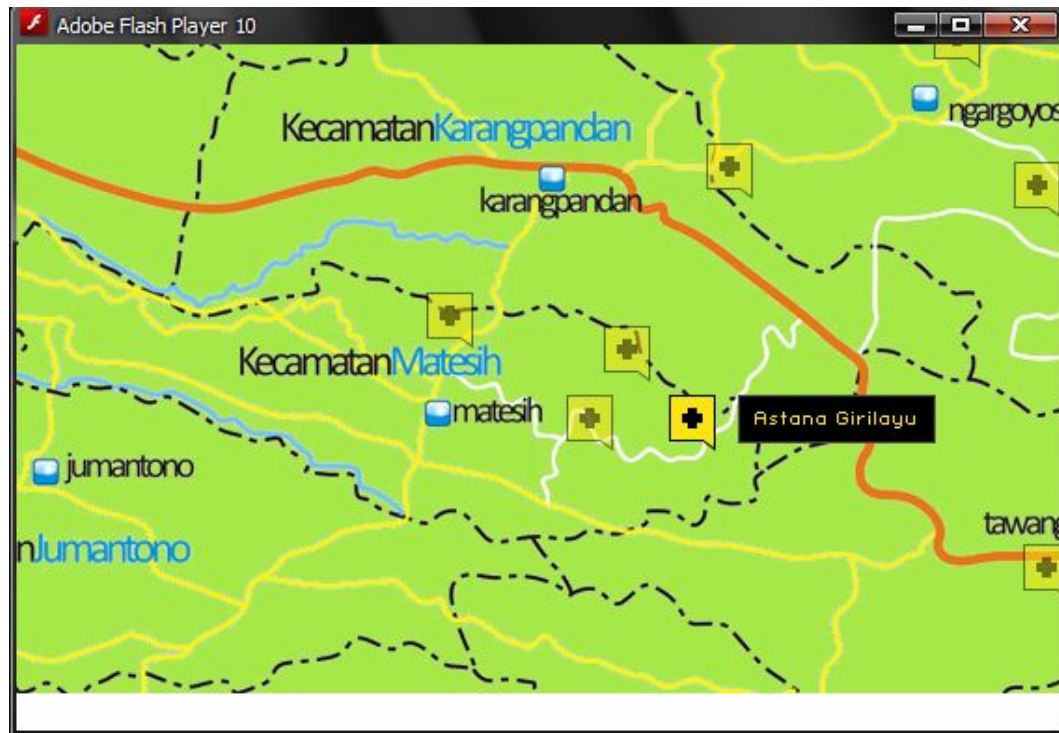 Adobe Flash Player 10
KecamatanKarangpandan
ngargoyos
karangpandan
KecamatanMatesih
matesih
Astana Girilayu
jumantono
tawang
nJumantono